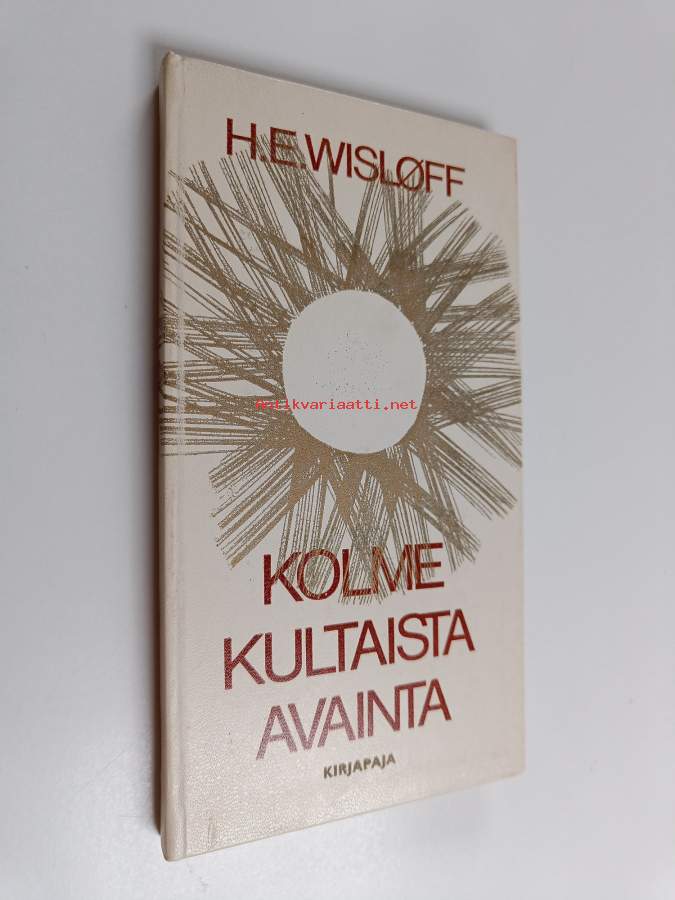 H.E.WISLØFF
antikvariaatti.net
KOLME
KULTAISTA
AVAINTA
KIRJAPAJA